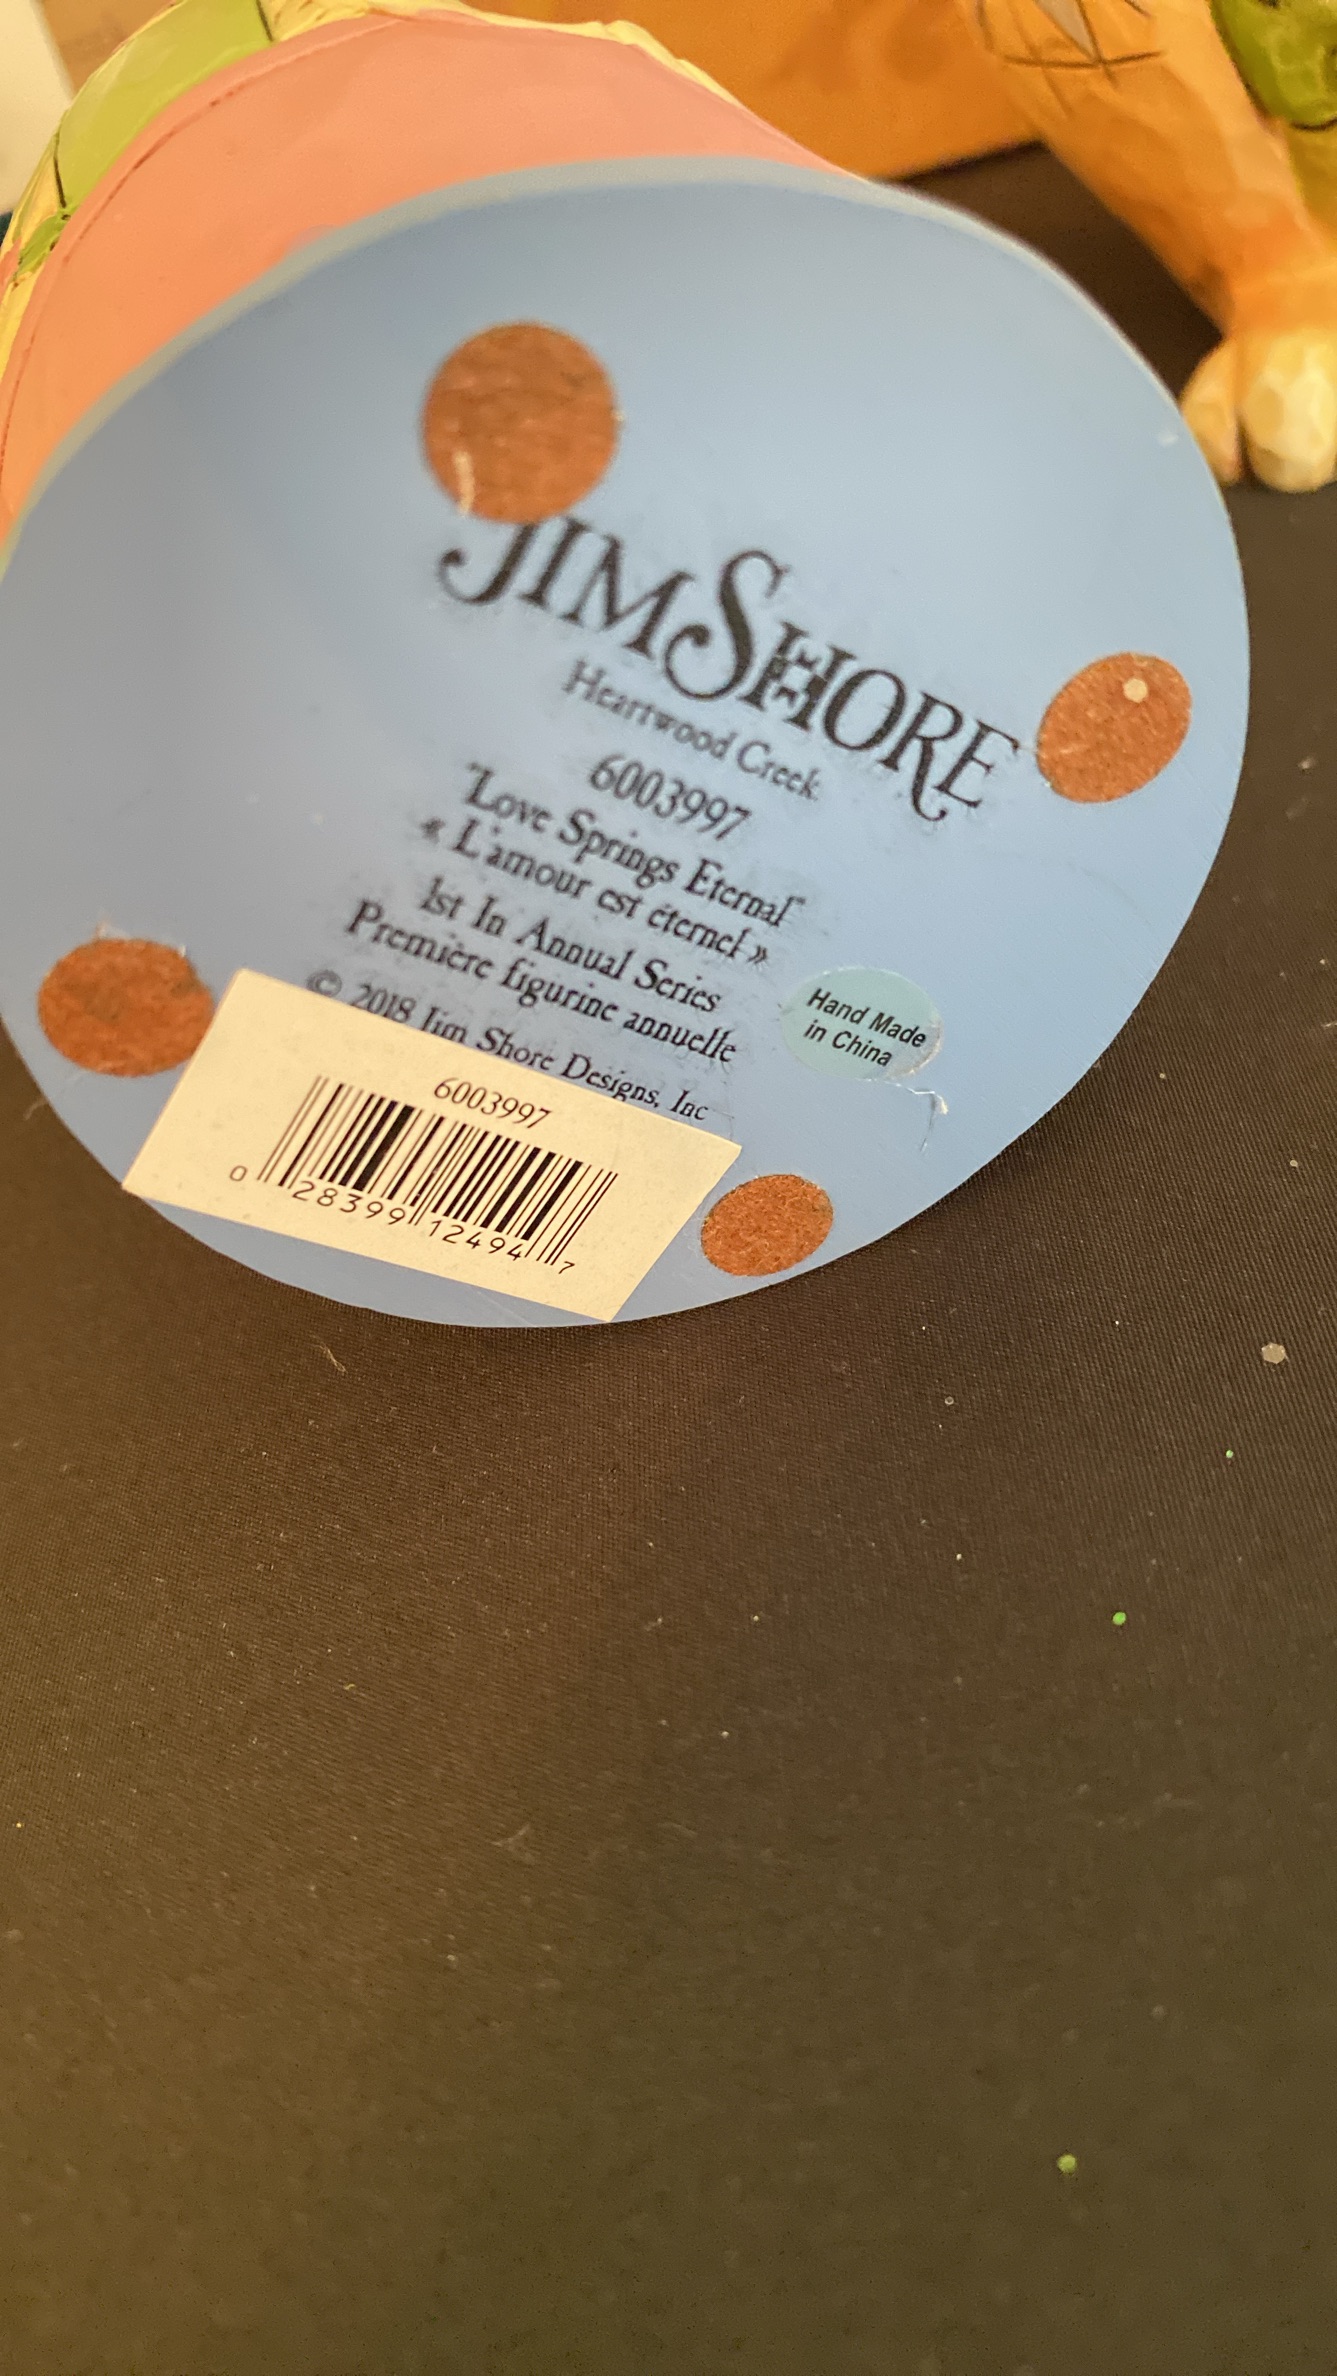 JIM SHORE
Heartwood Creek
6003997
"Love Springs Eternal"
« L'amour est éternel »
1st In Annual Series
Première figurine annuelle
© 2018 Jim Shore Designs, Inc
Hand Made
in China
6003997
0 28399 12494 7